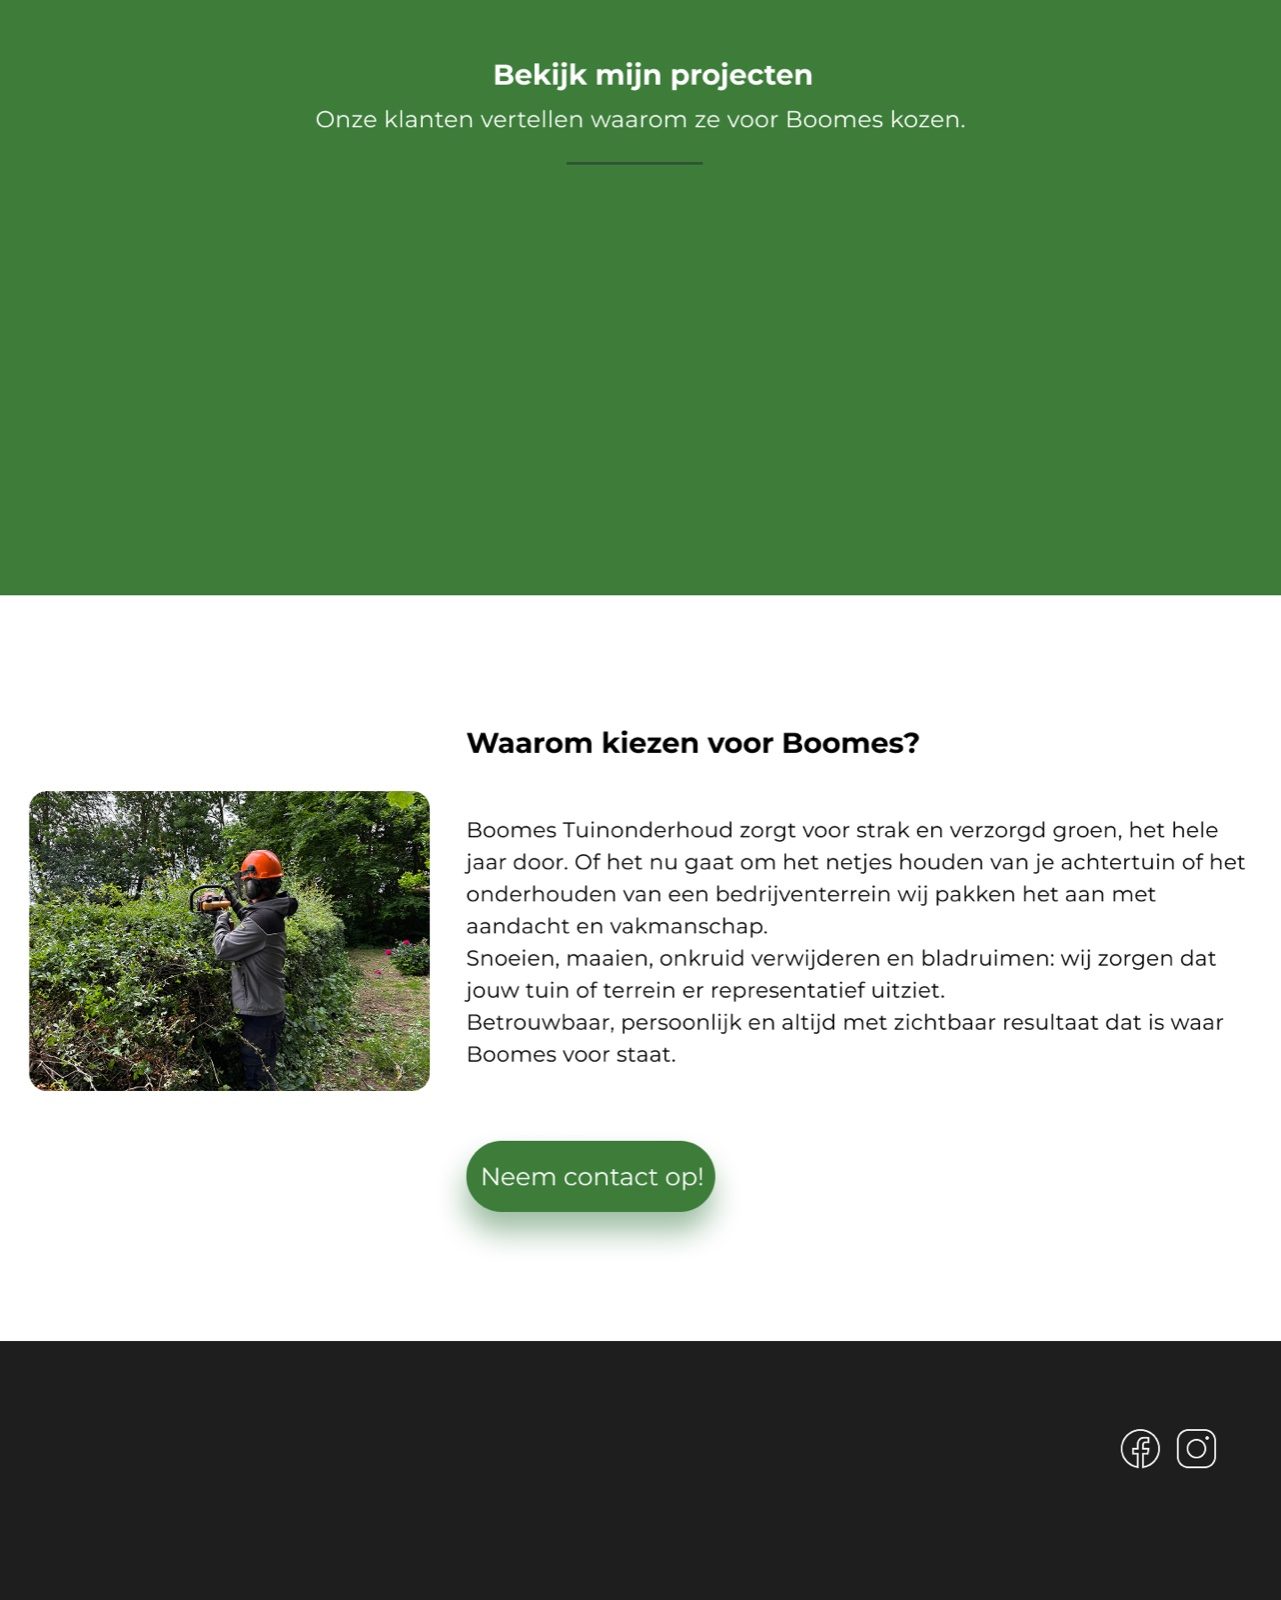 Bekijk mijn projecten
Onze klanten vertellen waarom ze voor Boomes kozen.
Waarom kiezen voor Boomes?
Boomes Tuinonderhoud zorgt voor strak en verzorgd groen, het hele
jaar door. Of het nu gaat om het netjes houden van je achtertuin of het
onderhouden van een bedrijventerrein wij pakken het aan met
aandacht en vakmanschap.
Snoeien, maaien, onkruid verwijderen en bladruimen: wij zorgen dat
jouw tuin of terrein er representatief uitziet.
Betrouwbaar, persoonlijk en altijd met zichtbaar resultaat dat is waar
Boomes voor staat.
Neem contact op!